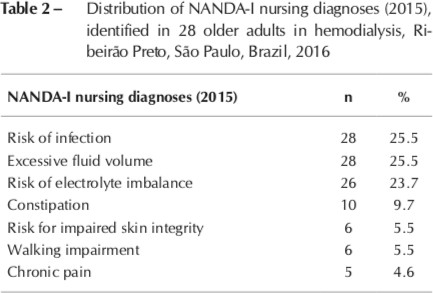 Table 2 – Distribution of NANDA-I nursing diagnoses (2015),
identified in 28 older adults in hemodialysis, Ri-
beirão Preto, São Paulo, Brazil, 2016
NANDA-I nursing diagnoses (2015) n %
Risk of infection 28 25.5
Excessive fluid volume 28 25.5
Risk of electrolyte imbalance 26 23.7
Constipation 10 9.7
Risk for impaired skin integrity 6 5.5
Walking impairment 6 5.5
Chronic pain 5 4.6